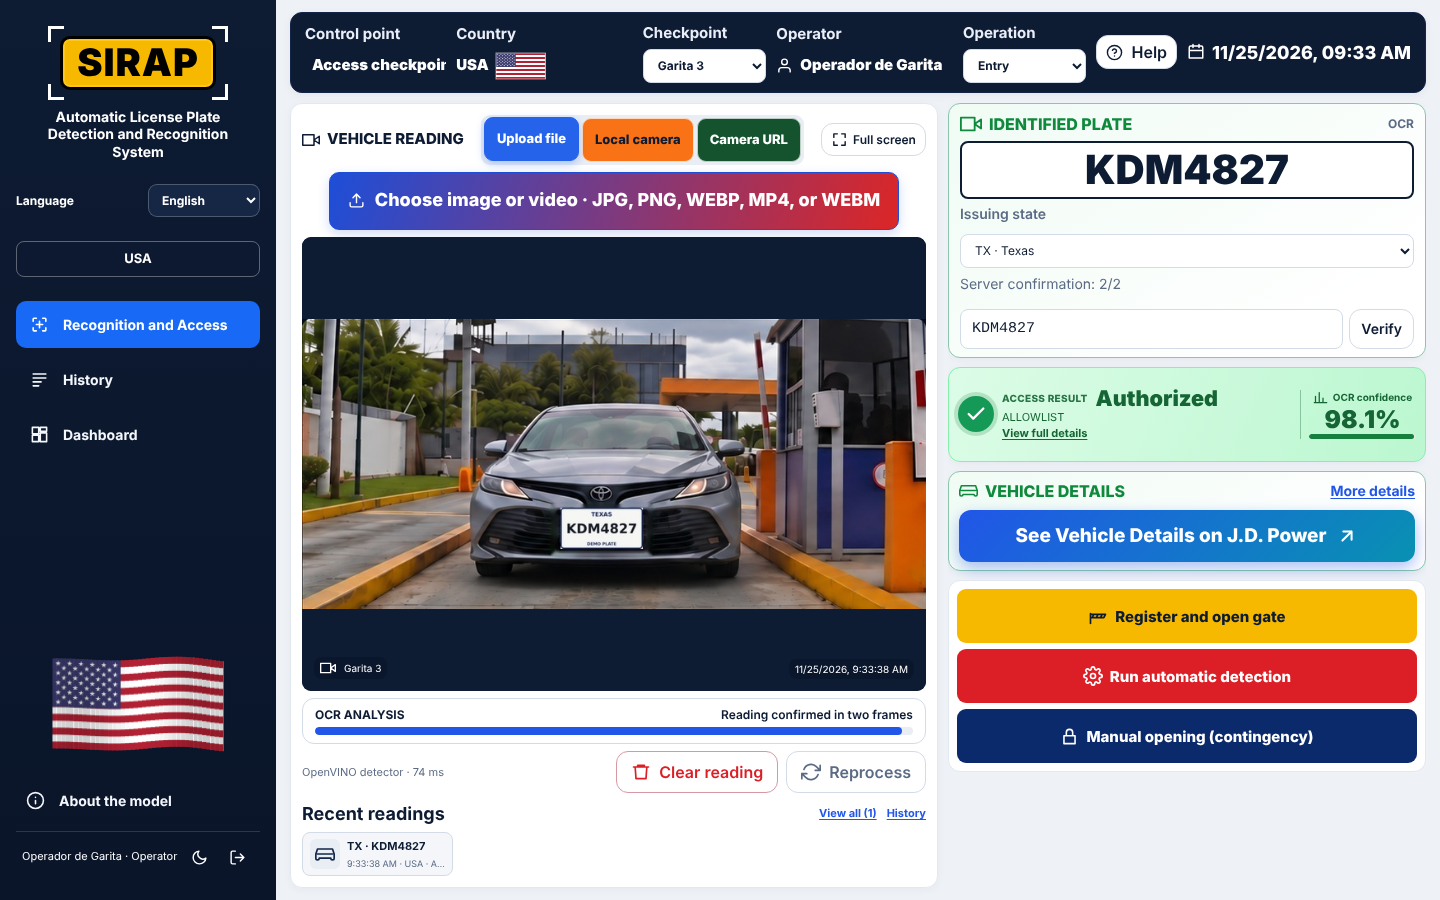 SIRAP
Automatic License Plate
Detection and Recognition
System
Language
English
USA
Recognition and Access
History
Dashboard
About the model
Operador de Garita · Operator
Control point
Access checkpoir
Country
USA
Checkpoint
Garita 3
Operator
Operador de Garita
Operation
Entry
Help
11/25/2026, 09:33 AM
VEHICLE READING
Upload file
Local camera
Camera URL
Full screen
Choose image or video · JPG, PNG, WEBP, MP4, or WEBM
TEXAS
KDM4827
DEMO PLATE
Garita 3
11/25/2026, 9:33:38 AM
OCR ANALYSIS
Reading confirmed in two frames
OpenVINO detector · 74 ms
Clear reading
Reprocess
Recent readings
View all (1)
History
TX · KDM4827
9:33:38 AM · USA · A...
IDENTIFIED PLATE
OCR
KDM4827
Issuing state
TX · Texas
Server confirmation: 2/2
KDM4827
Verify
ACCESS RESULT
Authorized
ALLOWLIST
View full details
OCR confidence
98.1%
VEHICLE DETAILS
More details
See Vehicle Details on J.D. Power
Register and open gate
Run automatic detection
Manual opening (contingency)